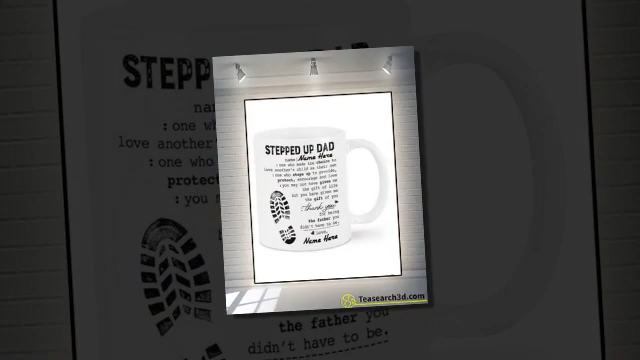 STEPPED UP DAD
name: Name Here
: one who made the choice to
love another's child as their own
: one who steps up to provide,
protect, encourage and love
: you may not have given me
the gift of life
but you have given me
the gift of you
thank you
for being
the father you
didn't have to be.
Love,
Name Here
Teasearch3d.com
STEPP
nam
: one wh
love another'
: one who
protect
: you m
the father you
didn't have to be.